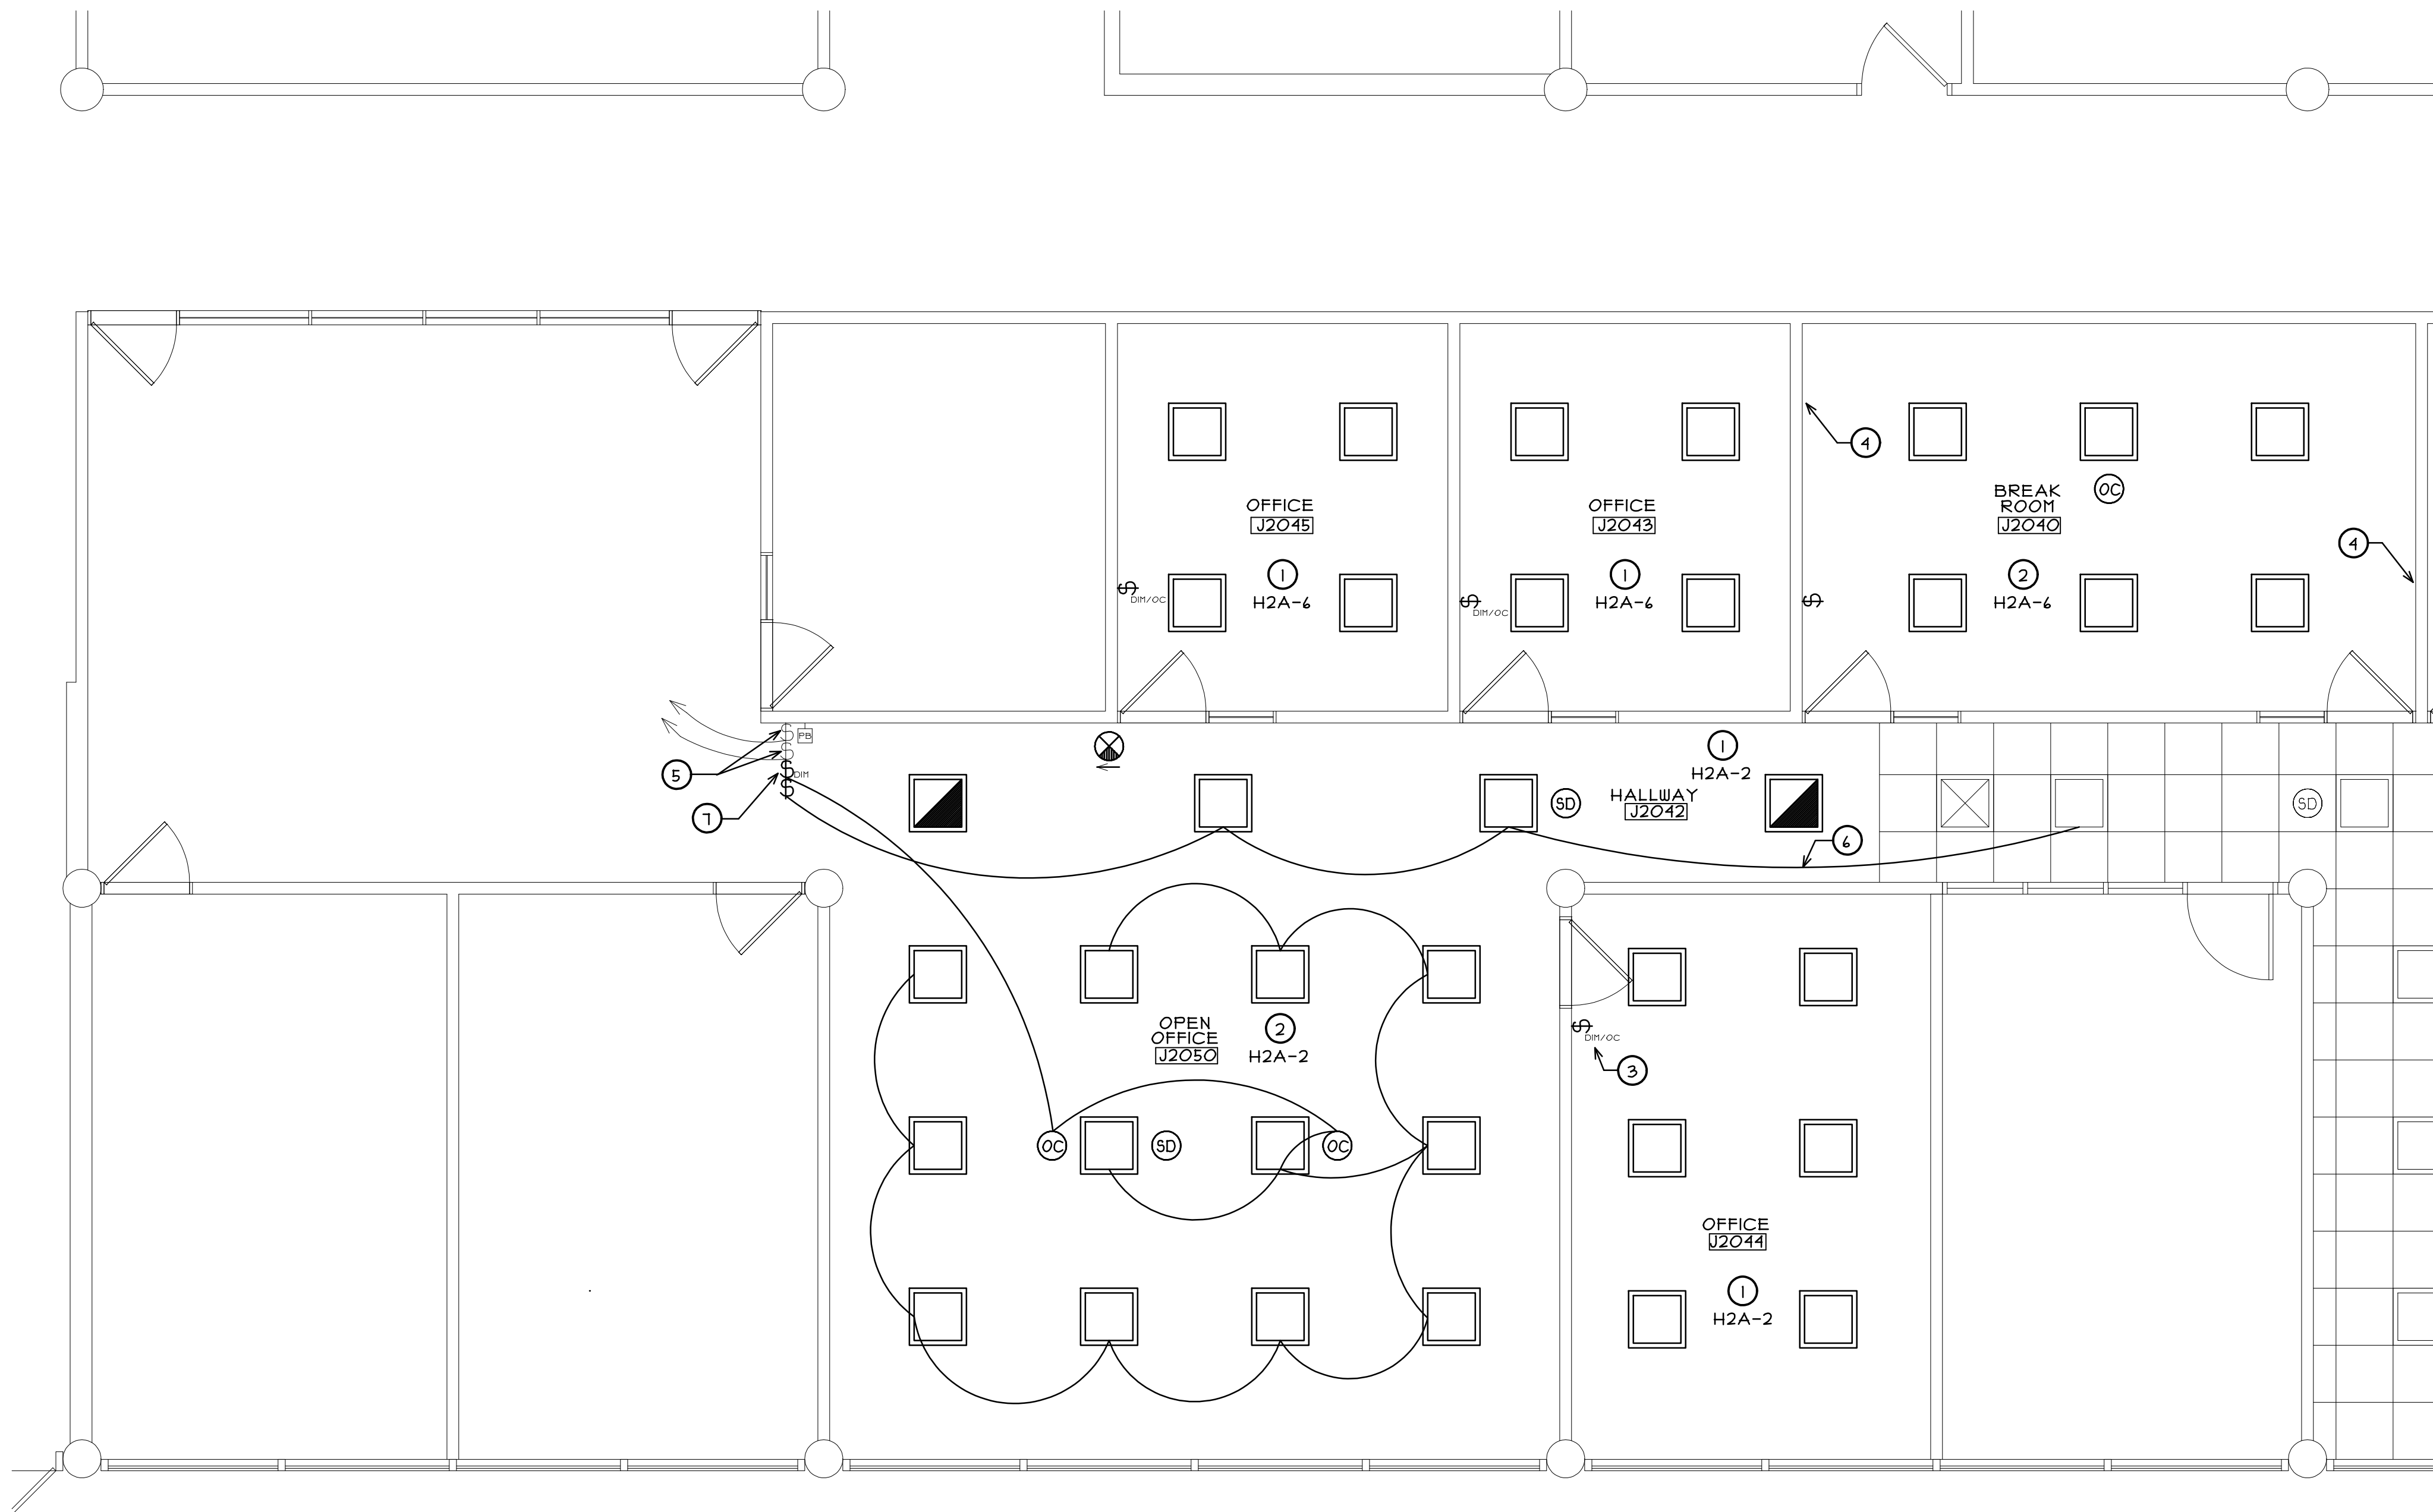 4
OFFICE
J2045
OFFICE
J2043
BREAK
ROOM
J2040
OC
4
1
H2A-6
1
H2A-6
2
H2A-6
$
DIM/OC
$
DIM/OC
$
$
$
PB
5
$
DIM
$
7
1
H2A-2
HALLWAY
J2042
SD
SD
6
OPEN
OFFICE
J2050
2
H2A-2
$
DIM/OC
3
OC
SD
OC
OFFICE
J2044
1
H2A-2